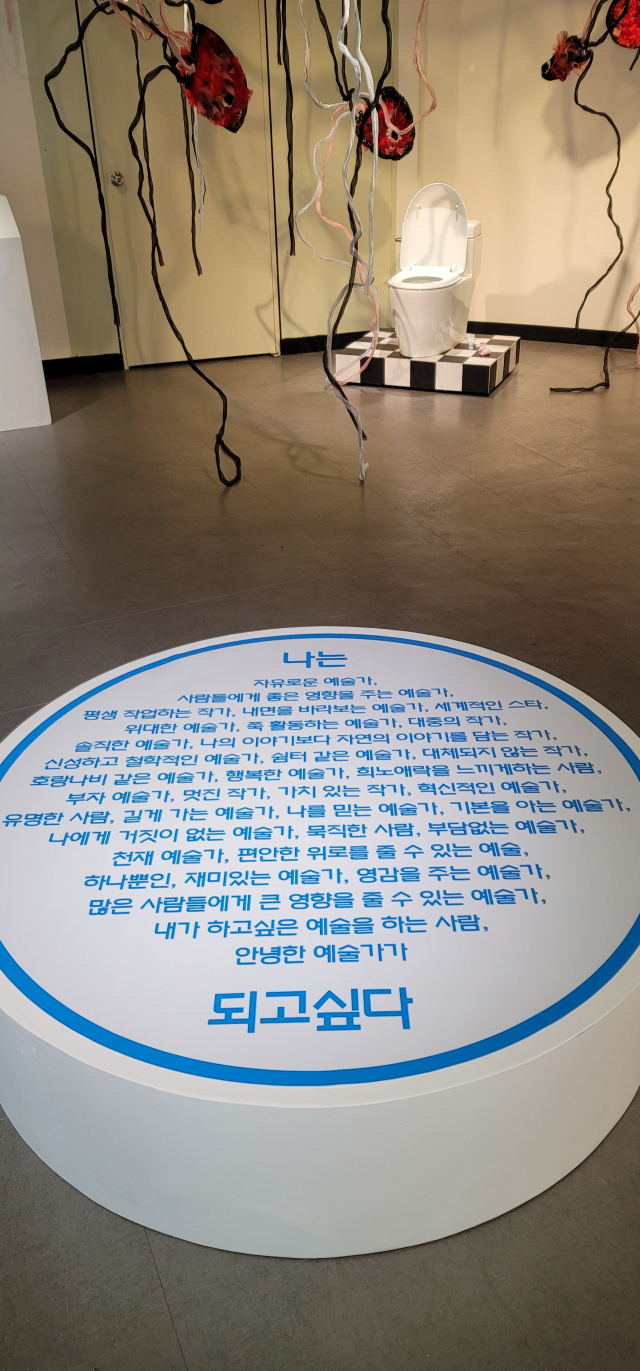 나는
자유로운 예술가,
사람들에게 좋은 영향을 주는 예술가,
평생 작업하는 작가, 내면을 바라보는 예술가, 세계적인 스타,
위대한 예술가, 쭉 활동하는 예술가, 대중의 작가,
솔직한 예술가, 나의 이야기보다 자연의 이야기를 담는 작가,
신성하고 철학적인 예술가, 쉼터 같은 예술가, 대체되지 않는 작가,
호랑나비 같은 예술가, 행복한 예술가, 희노애락을 느끼게하는 사람,
부자 예술가, 멋진 작가, 가치 있는 작가, 혁신적인 예술가,
유명한 사람, 길게 가는 예술가, 나를 믿는 예술가, 기본을 아는 예술가,
나에게 거짓이 없는 예술가, 묵직한 사람, 부담없는 예술가,
천재 예술가, 편안한 위로를 줄 수 있는 예술,
하나뿐인, 재미있는 예술가, 영감을 주는 예술가,
많은 사람들에게 큰 영향을 줄 수 있는 예술가,
내가 하고싶은 예술을 하는 사람,
안녕한 예술가가
되고싶다